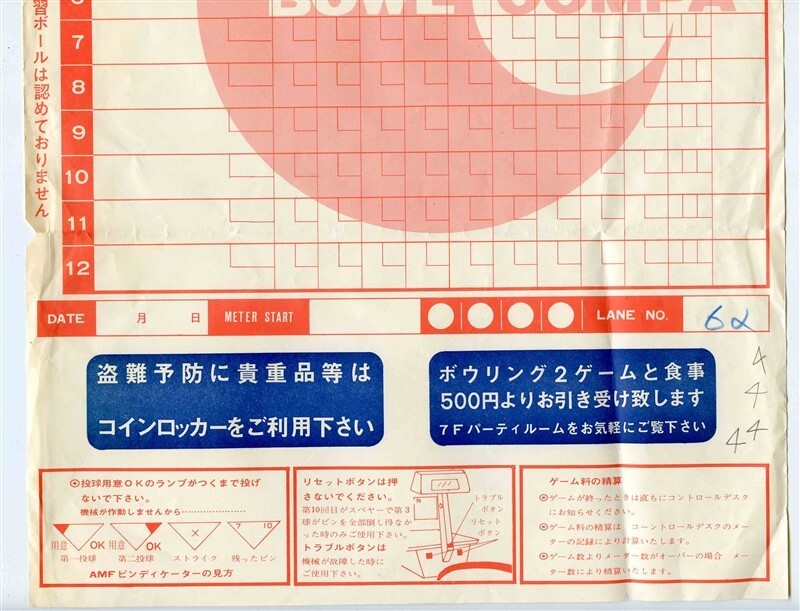 BOWL COMPA
習ボールは認めておりません
7
8
9
10
11
12
DATE 月 日 METER START LANE NO. 62
盗難予防に貴重品等は
コインロッカーをご利用下さい
ボウリング2ゲームと食事
500円よりお引き受け致します
7Fパーティルームをお気軽にご覧下さい
4
4
44
⊙投球用意OKのランプがつくまで投げ
ないで下さい。
機械が作動しませんから………………
用意 OK 用意 OK × 7 10
第一投球 第二投球 ストライク 残ったピン
AMFピンディケーターの見方
リセットボタンは押
さないでください。
第10回目がスペヤーで第3
球がピンを全部倒し得なか
った時のみご使用下さい。
トラブルボタンは
機械が故障した時に
ご使用下さい。
トラブル
ボタン
リセット
ボタン
ゲーム料の精算
⊙ゲームが終ったときは直ちにコントロールデスク
にお知らせください。
⊙ゲーム料の精算は コーントロールデスクのメー
ターの記録により計算いたします。
⊙ゲーム数よりメーター数がオーバーの場合 メー
ター数により精算いたします。